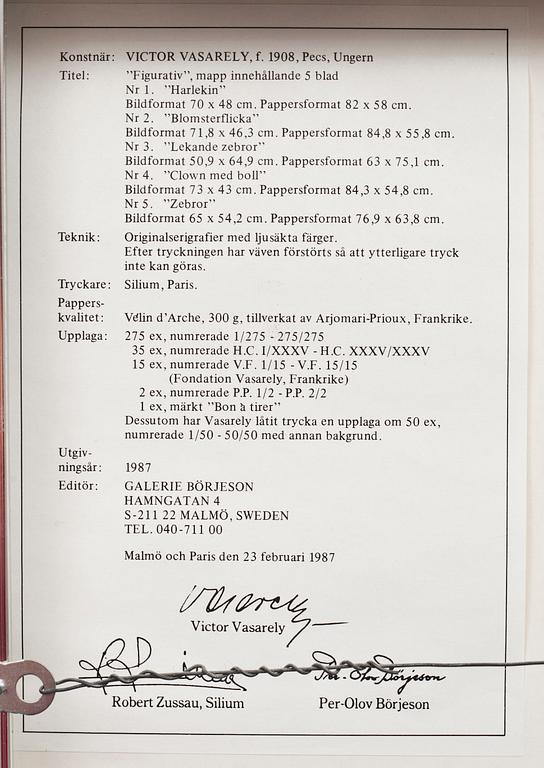 Konstnär: VICTOR VASARELY, f. 1908, Pecs, Ungern
Titel: ''Figurativ'', mapp innehållande 5 blad
Nr 1. ''Harlekin''
Bildformat 70 x 48 cm. Pappersformat 82 x 58 cm.
Nr 2. ''Blomsterflicka''
Bildformat 71,8 x 46,3 cm. Pappersformat 84,8 x 55,8 cm.
Nr 3. ''Lekande zebror''
Bildformat 50,9 x 64,9 cm. Pappersformat 63 x 75,1 cm.
Nr 4. ''Clown med boll''
Bildformat 73 x 43 cm. Pappersformat 84,3 x 54,8 cm.
Nr 5. ''Zebror''
Bildformat 65 x 54,2 cm. Pappersformat 76,9 x 63,8 cm.
Teknik: Originalserigrafier med ljusäkta färger.
Efter tryckningen har väven förstörts så att ytterligare tryck
inte kan göras.
Tryckare: Silium, Paris.
Pappers-
kvalitet: Vélin d'Arche, 300 g, tillverkat av Arjomari-Prioux, Frankrike.
Upplaga: 275 ex, numrerade 1/275 - 275/275
35 ex, numrerade H.C. I/XXXV - H.C. XXXV/XXXV
15 ex, numrerade V.F. 1/15 - V.F. 15/15
(Fondation Vasarely, Frankrike)
2 ex, numrerade P.P. 1/2 - P.P. 2/2
1 ex, märkt ''Bon à tirer''
Dessutom har Vasarely låtit trycka en upplaga om 50 ex,
numrerade 1/50 - 50/50 med annan bakgrund.
Utgiv-
ningsår: 1987
Editör: GALERIE BÖRJESON
HAMNGATAN 4
S-211 22 MALMÖ, SWEDEN
TEL. 040-711 00
Malmö och Paris den 23 februari 1987
Vasarely
Victor Vasarely
Per-Olov Börjeson
Robert Zussau, Silium Per-Olov Börjeson